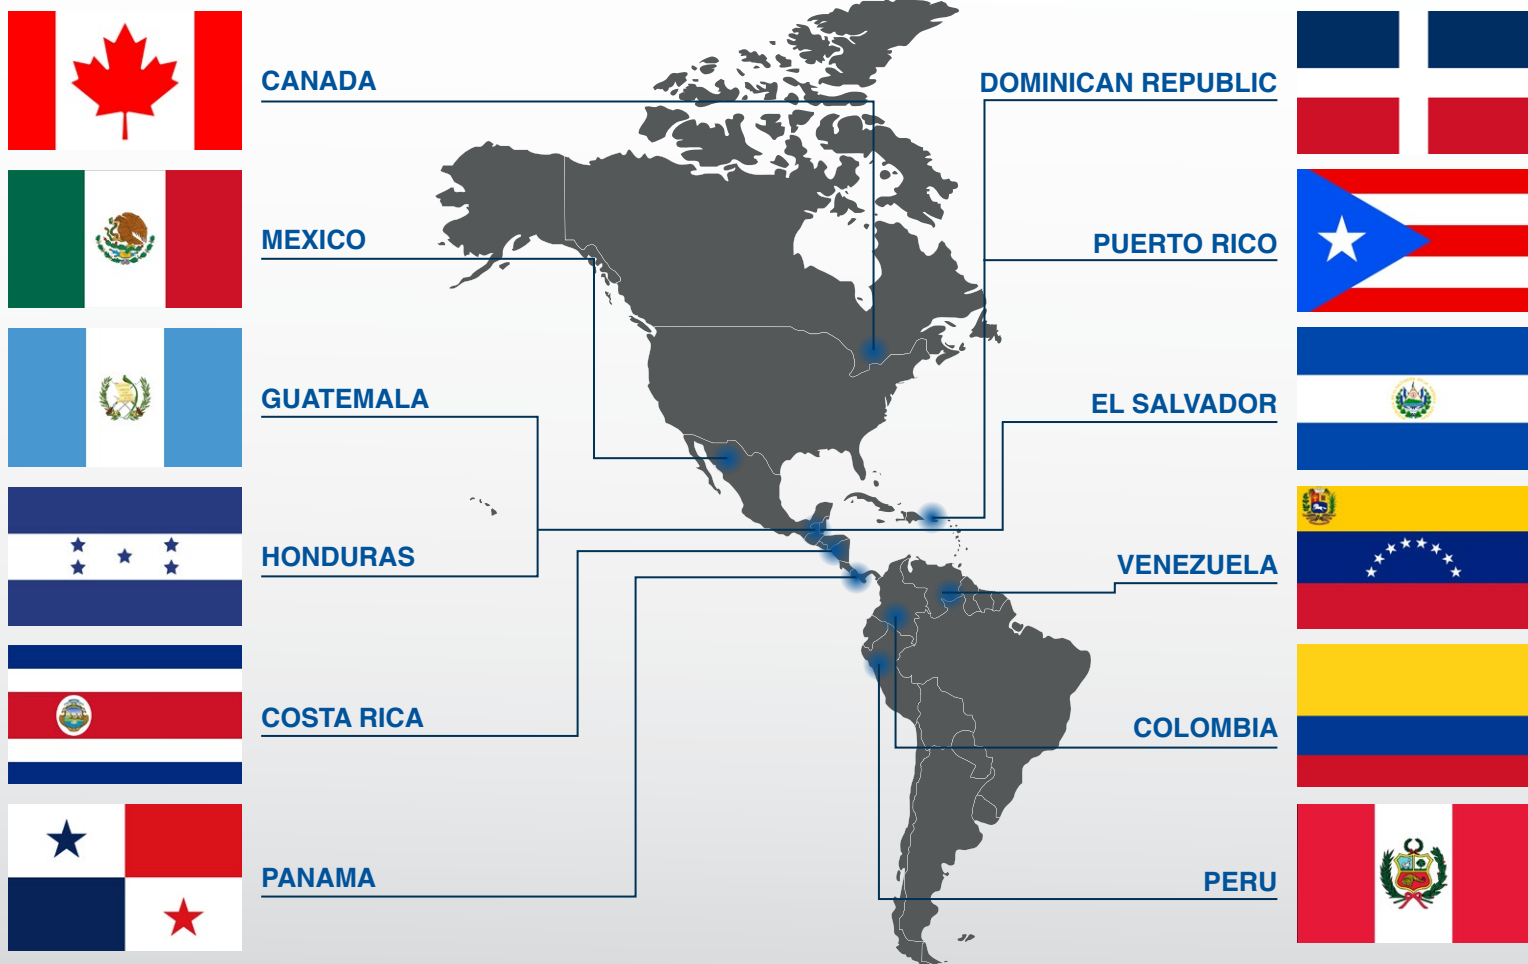 CANADA
MEXICO
GUATEMALA
HONDURAS
COSTA RICA
PANAMA
DOMINICAN REPUBLIC
PUERTO RICO
EL SALVADOR
VENEZUELA
COLOMBIA
PERU